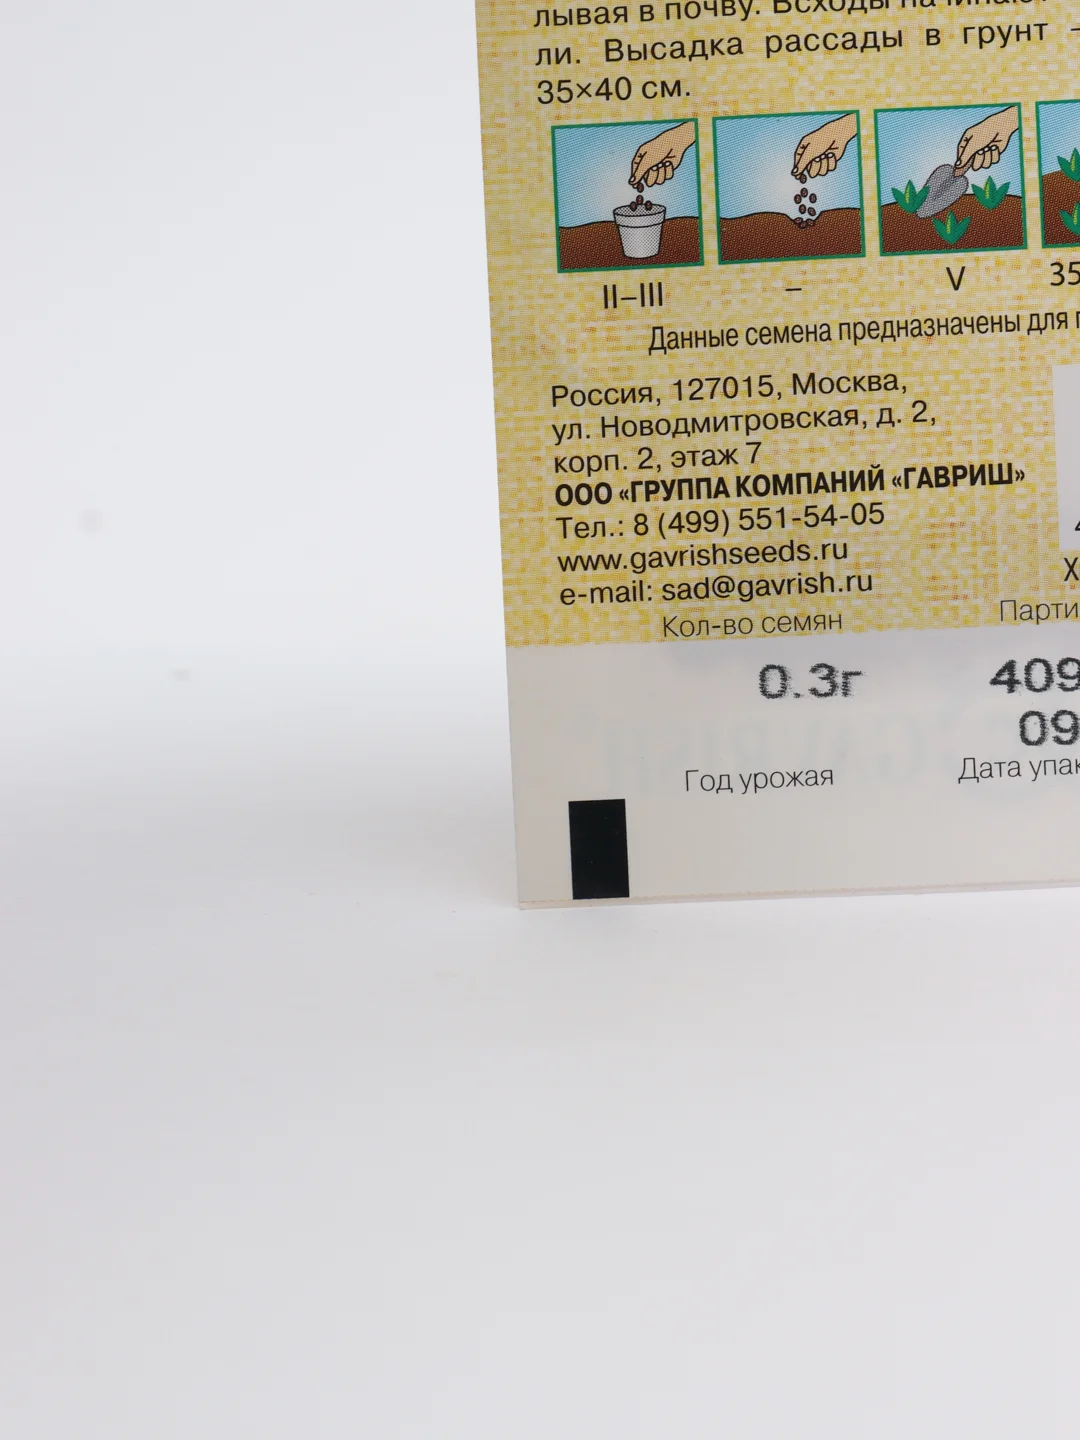 лывая в почву. Всходы
ли. Высадка рассады в грунт –
35×40 см.
II–III – V 35
Данные семена предназначены для
Россия, 127015, Москва,
ул. Новодмитровская, д. 2,
корп. 2, этаж 7
ООО «ГРУППА КОМПАНИЙ «ГАВРИШ»
Тел.: 8 (499) 551-54-05
www.gavrishseeds.ru
e-mail: sad@gavrish.ru
Кол-во семян Парти
0.3г 409
09
Год урожая Дата упак